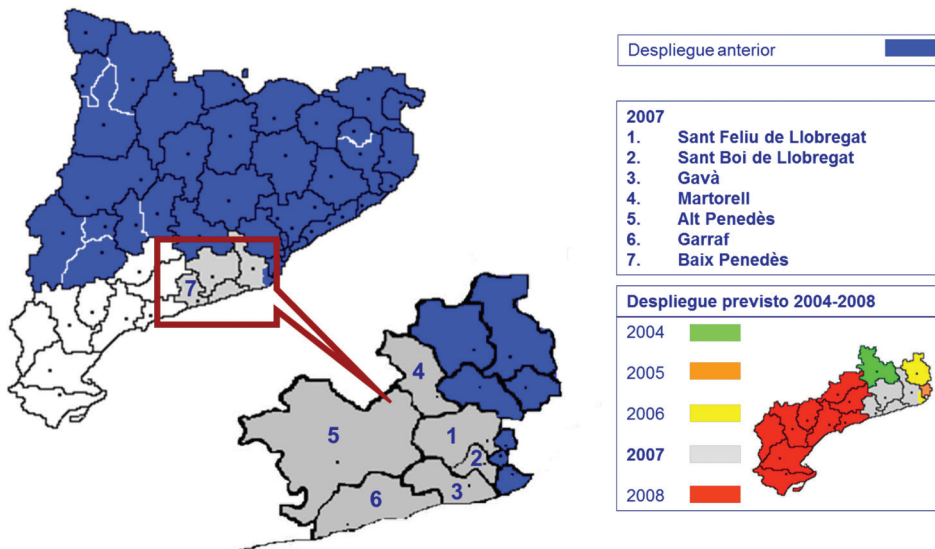 Despliegue anterior
2007
1. Sant Feliu de Llobregat
2. Sant Boi de Llobregat
3. Gavà
4. Martorell
5. Alt Penedès
6. Garraf
7. Baix Penedès
Despliegue previsto 2004-2008
2004
2005
2006
2007
2008
7
4
5
1
2
6
3